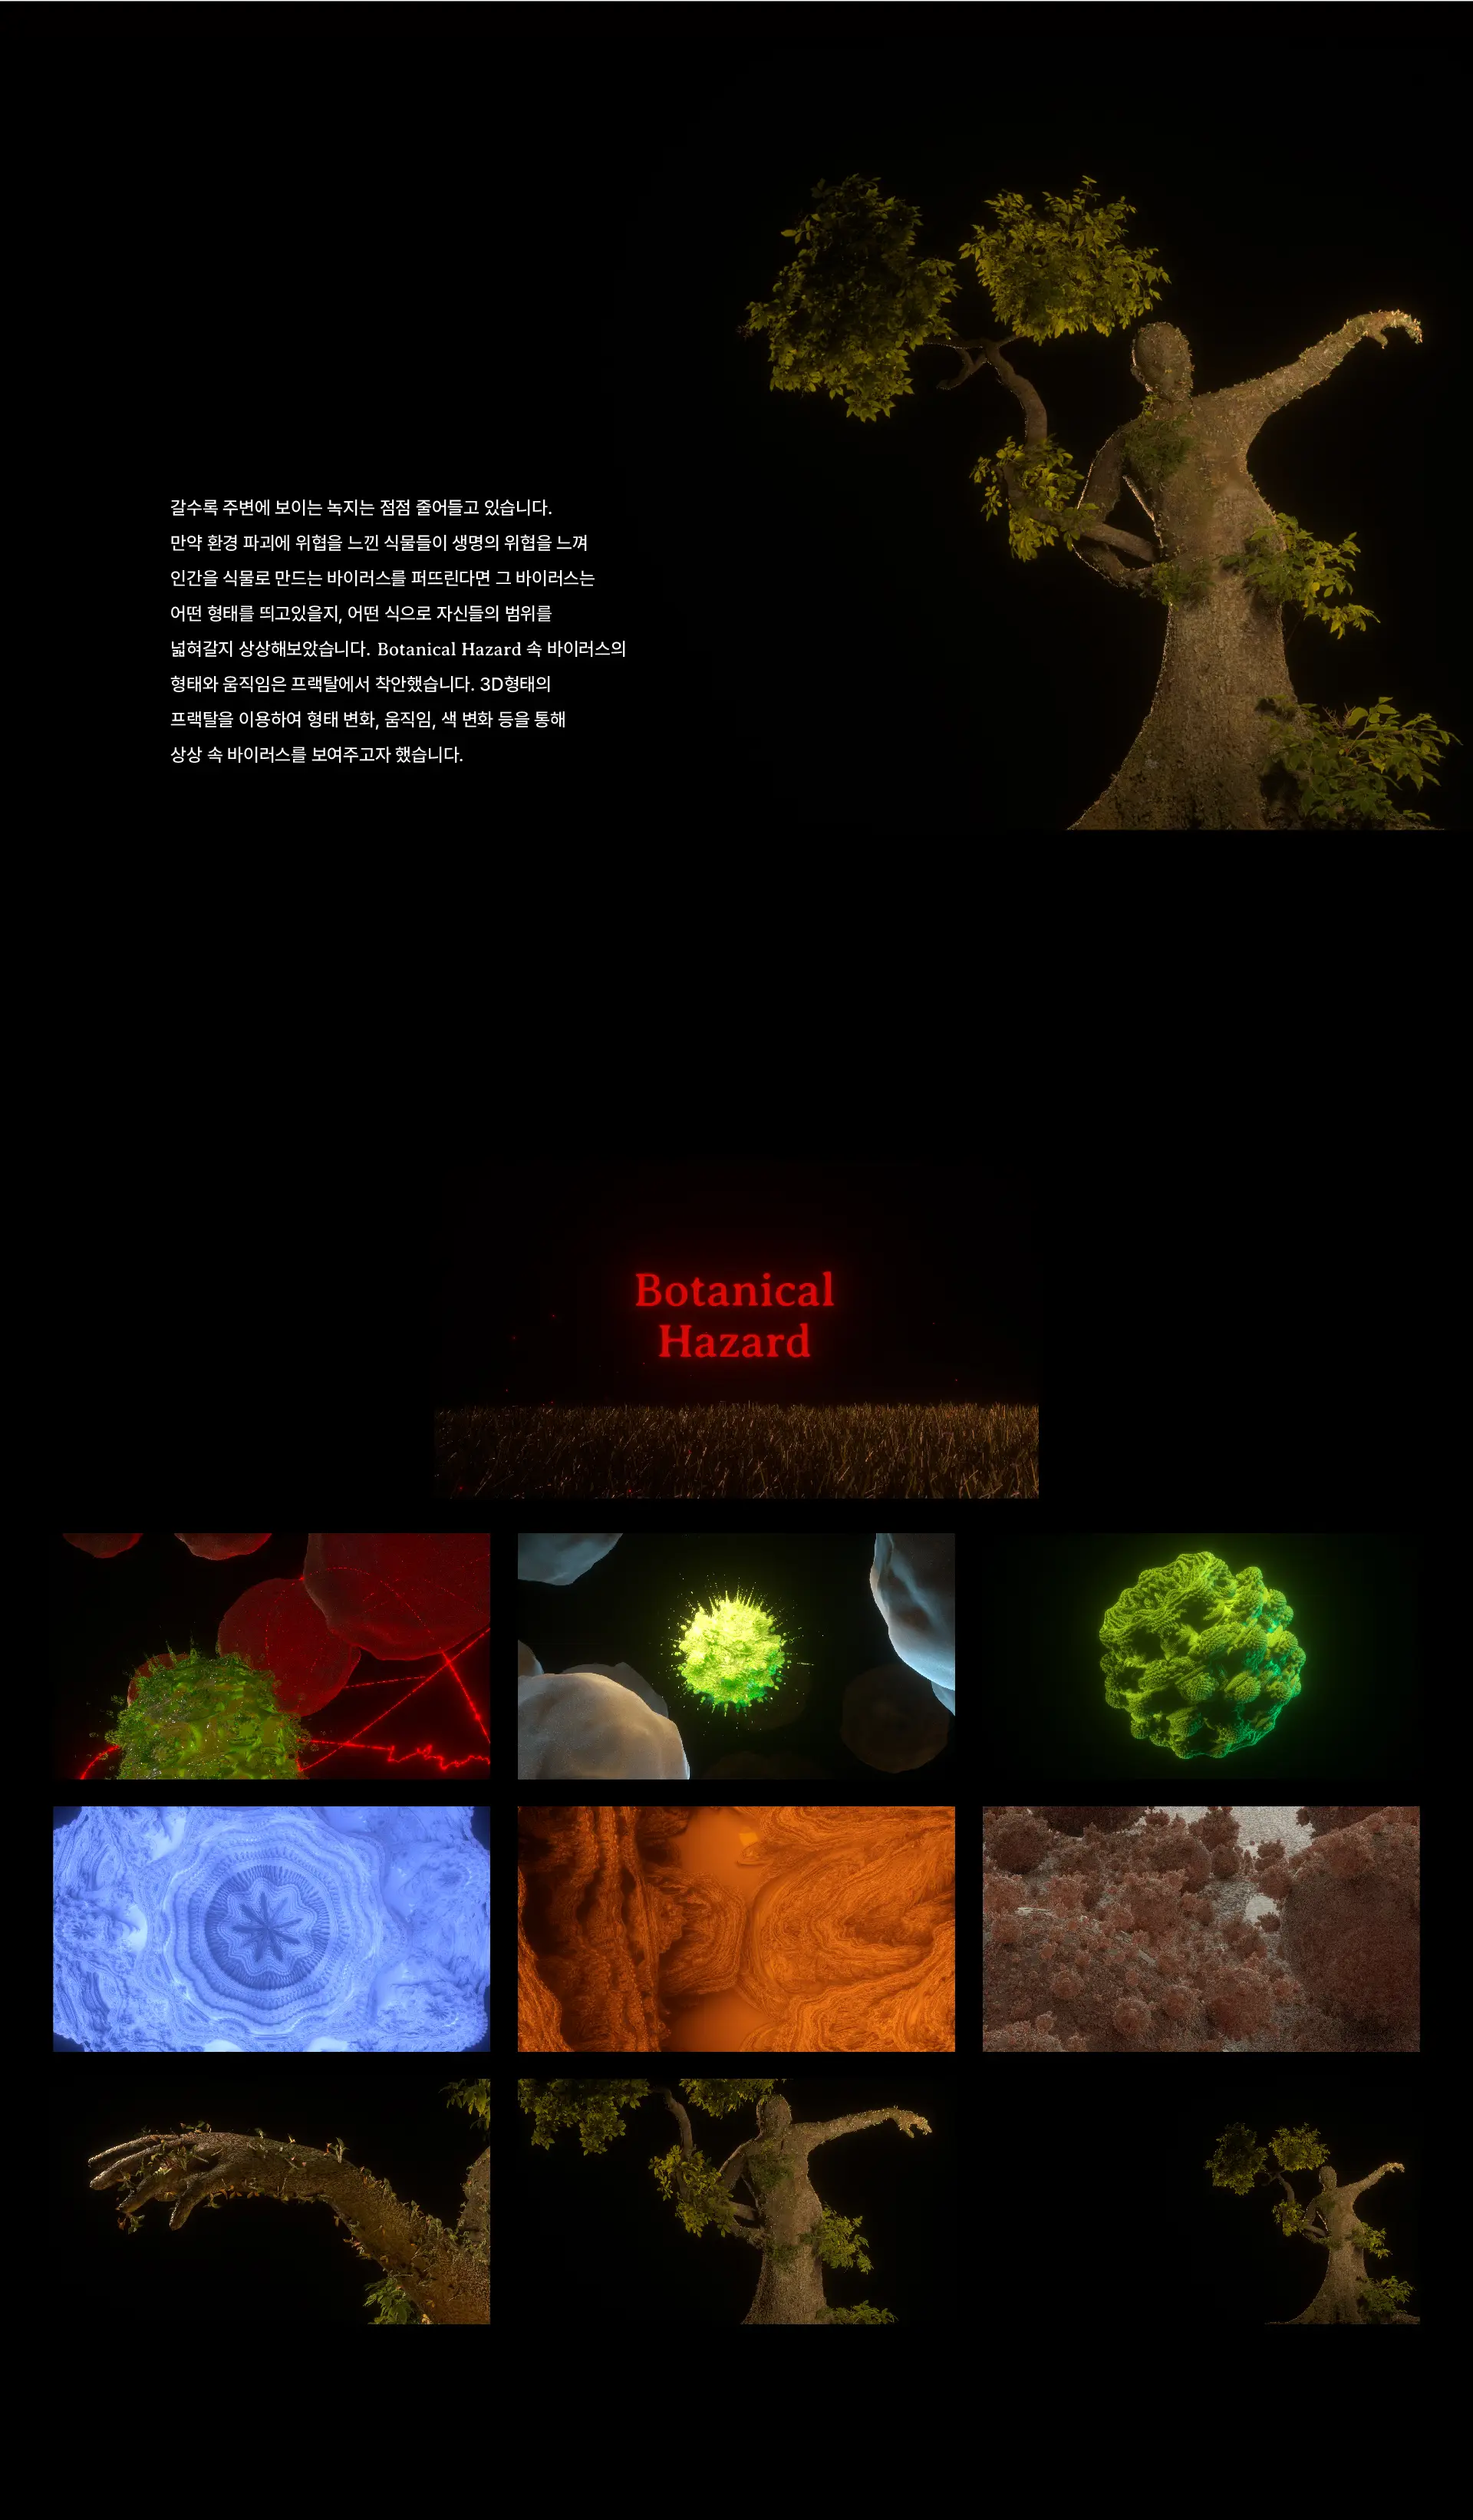 갈수록 주변에 보이는 녹지는 점점 줄어들고 있습니다.
만약 환경 파괴에 위협을 느낀 식물들이 생명의 위협을 느껴
인간을 식물로 만드는 바이러스를 퍼뜨린다면 그 바이러스는
어떤 형태를 띄고있을지, 어떤 식으로 자신들의 범위를
넓혀갈지 상상해보았습니다. Botanical Hazard 속 바이러스의
형태와 움직임은 프랙탈에서 착안했습니다. 3D형태의
프랙탈을 이용하여 형태 변화, 움직임, 색 변화 등을 통해
상상 속 바이러스를 보여주고자 했습니다.
Botanical
Hazard